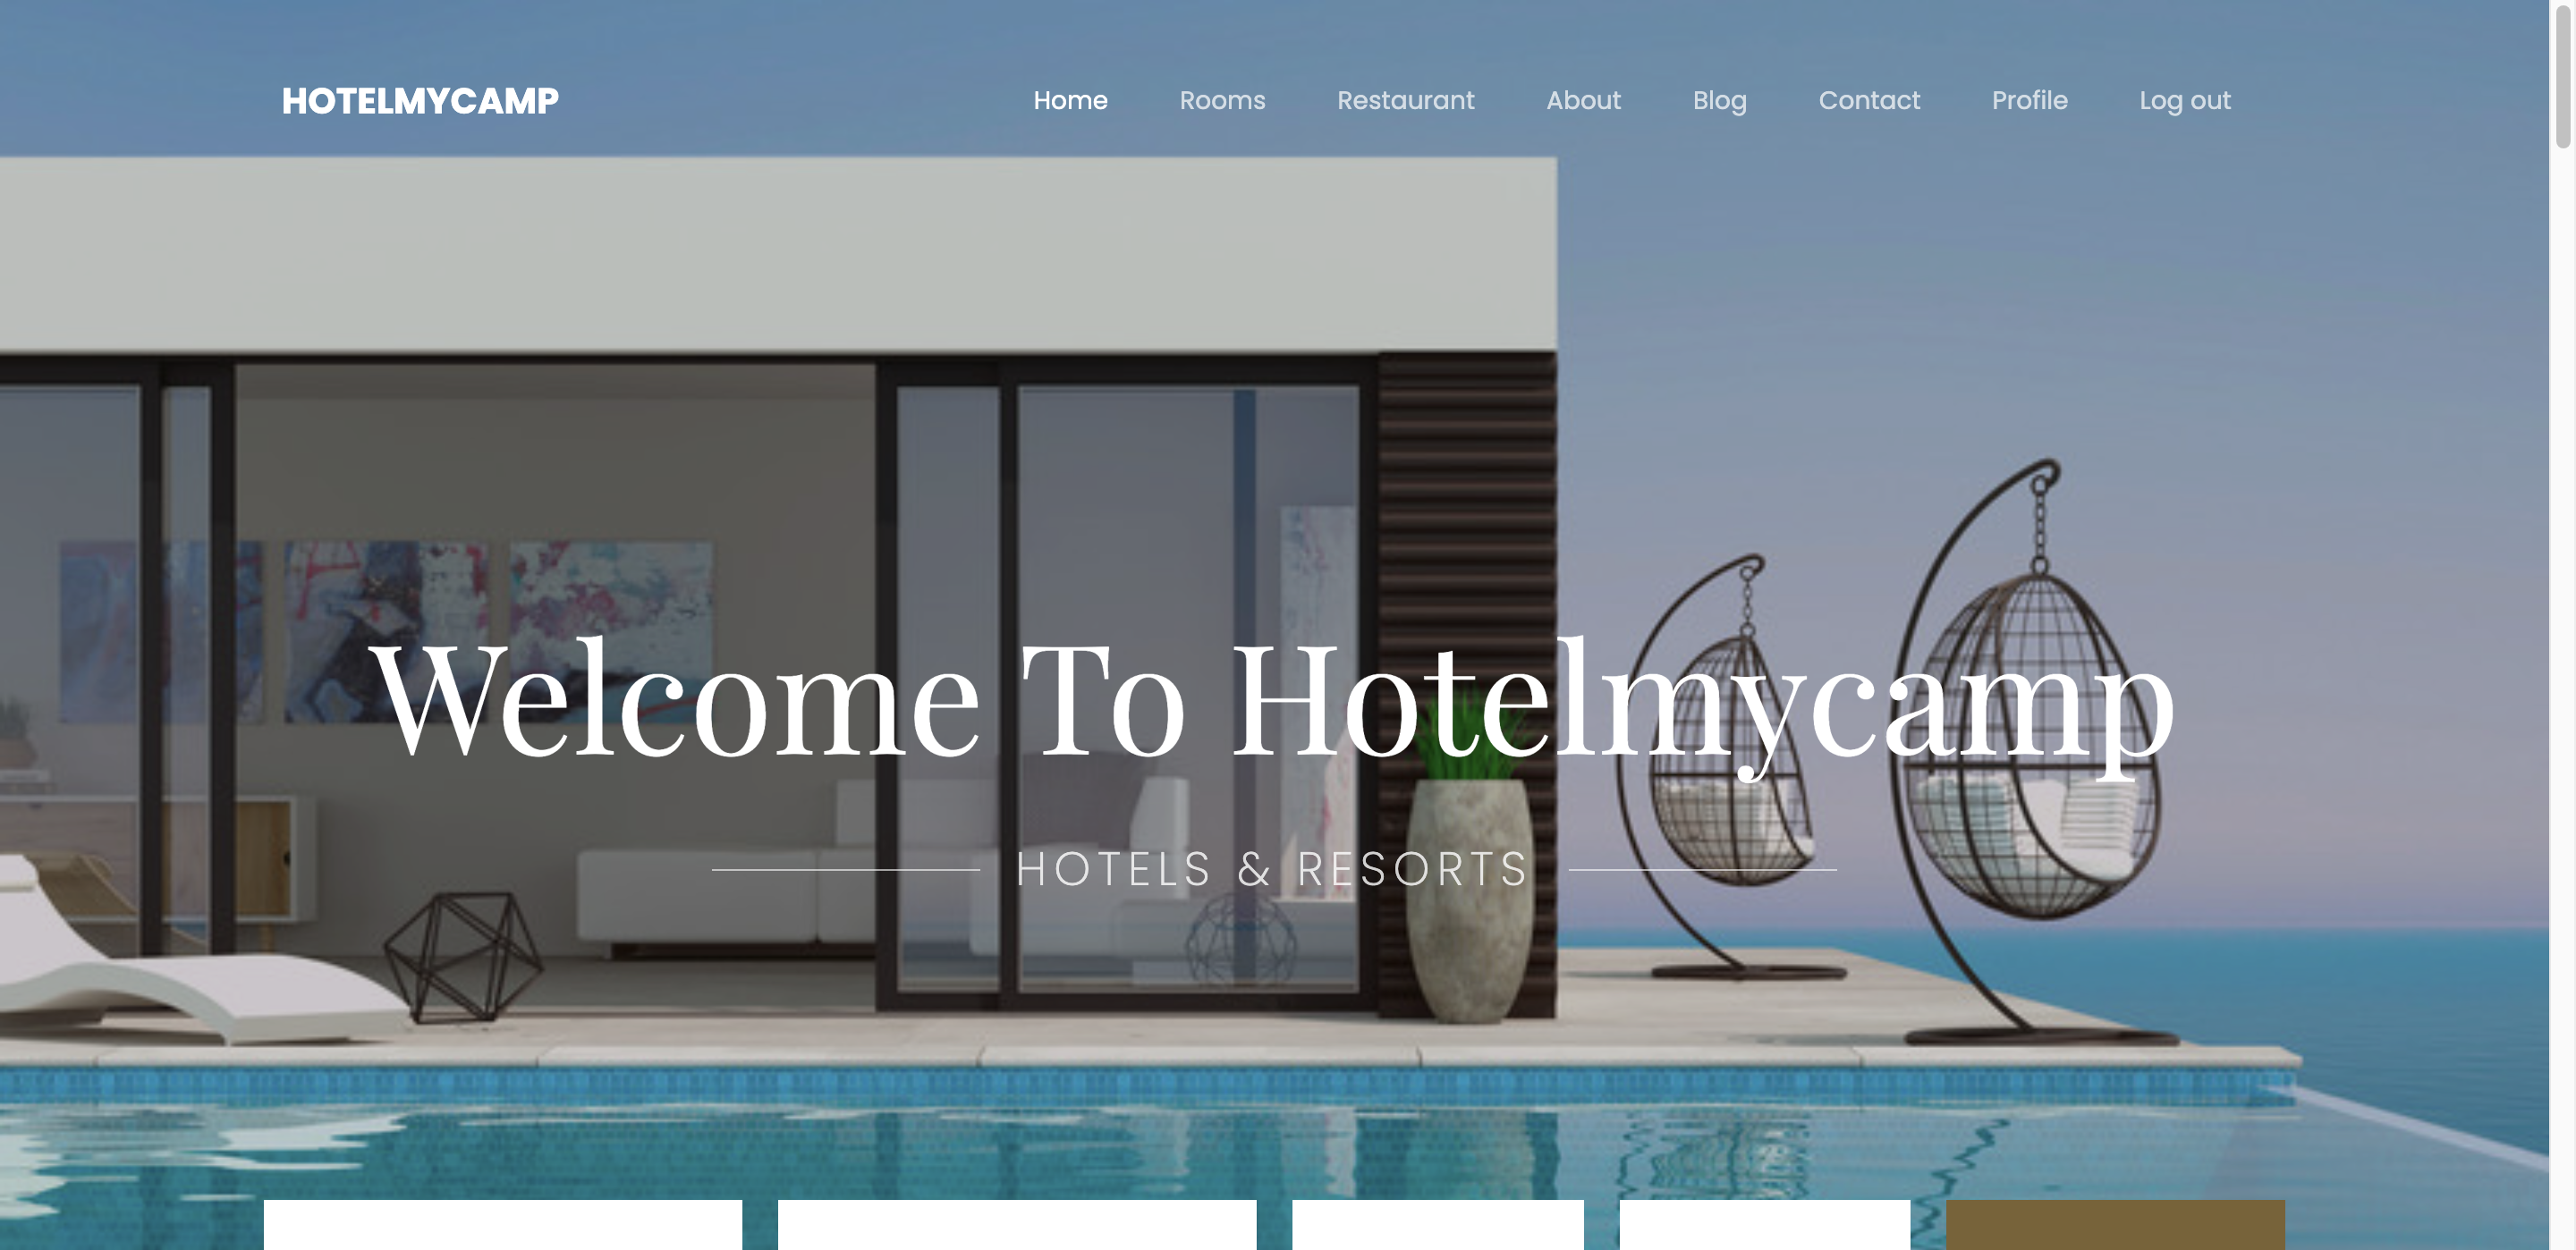 HOTELMYCAMP
Home Rooms Restaurant About Blog Contact Profile Log out
Welcome To Hotelmycamp
HOTELS & RESORTS